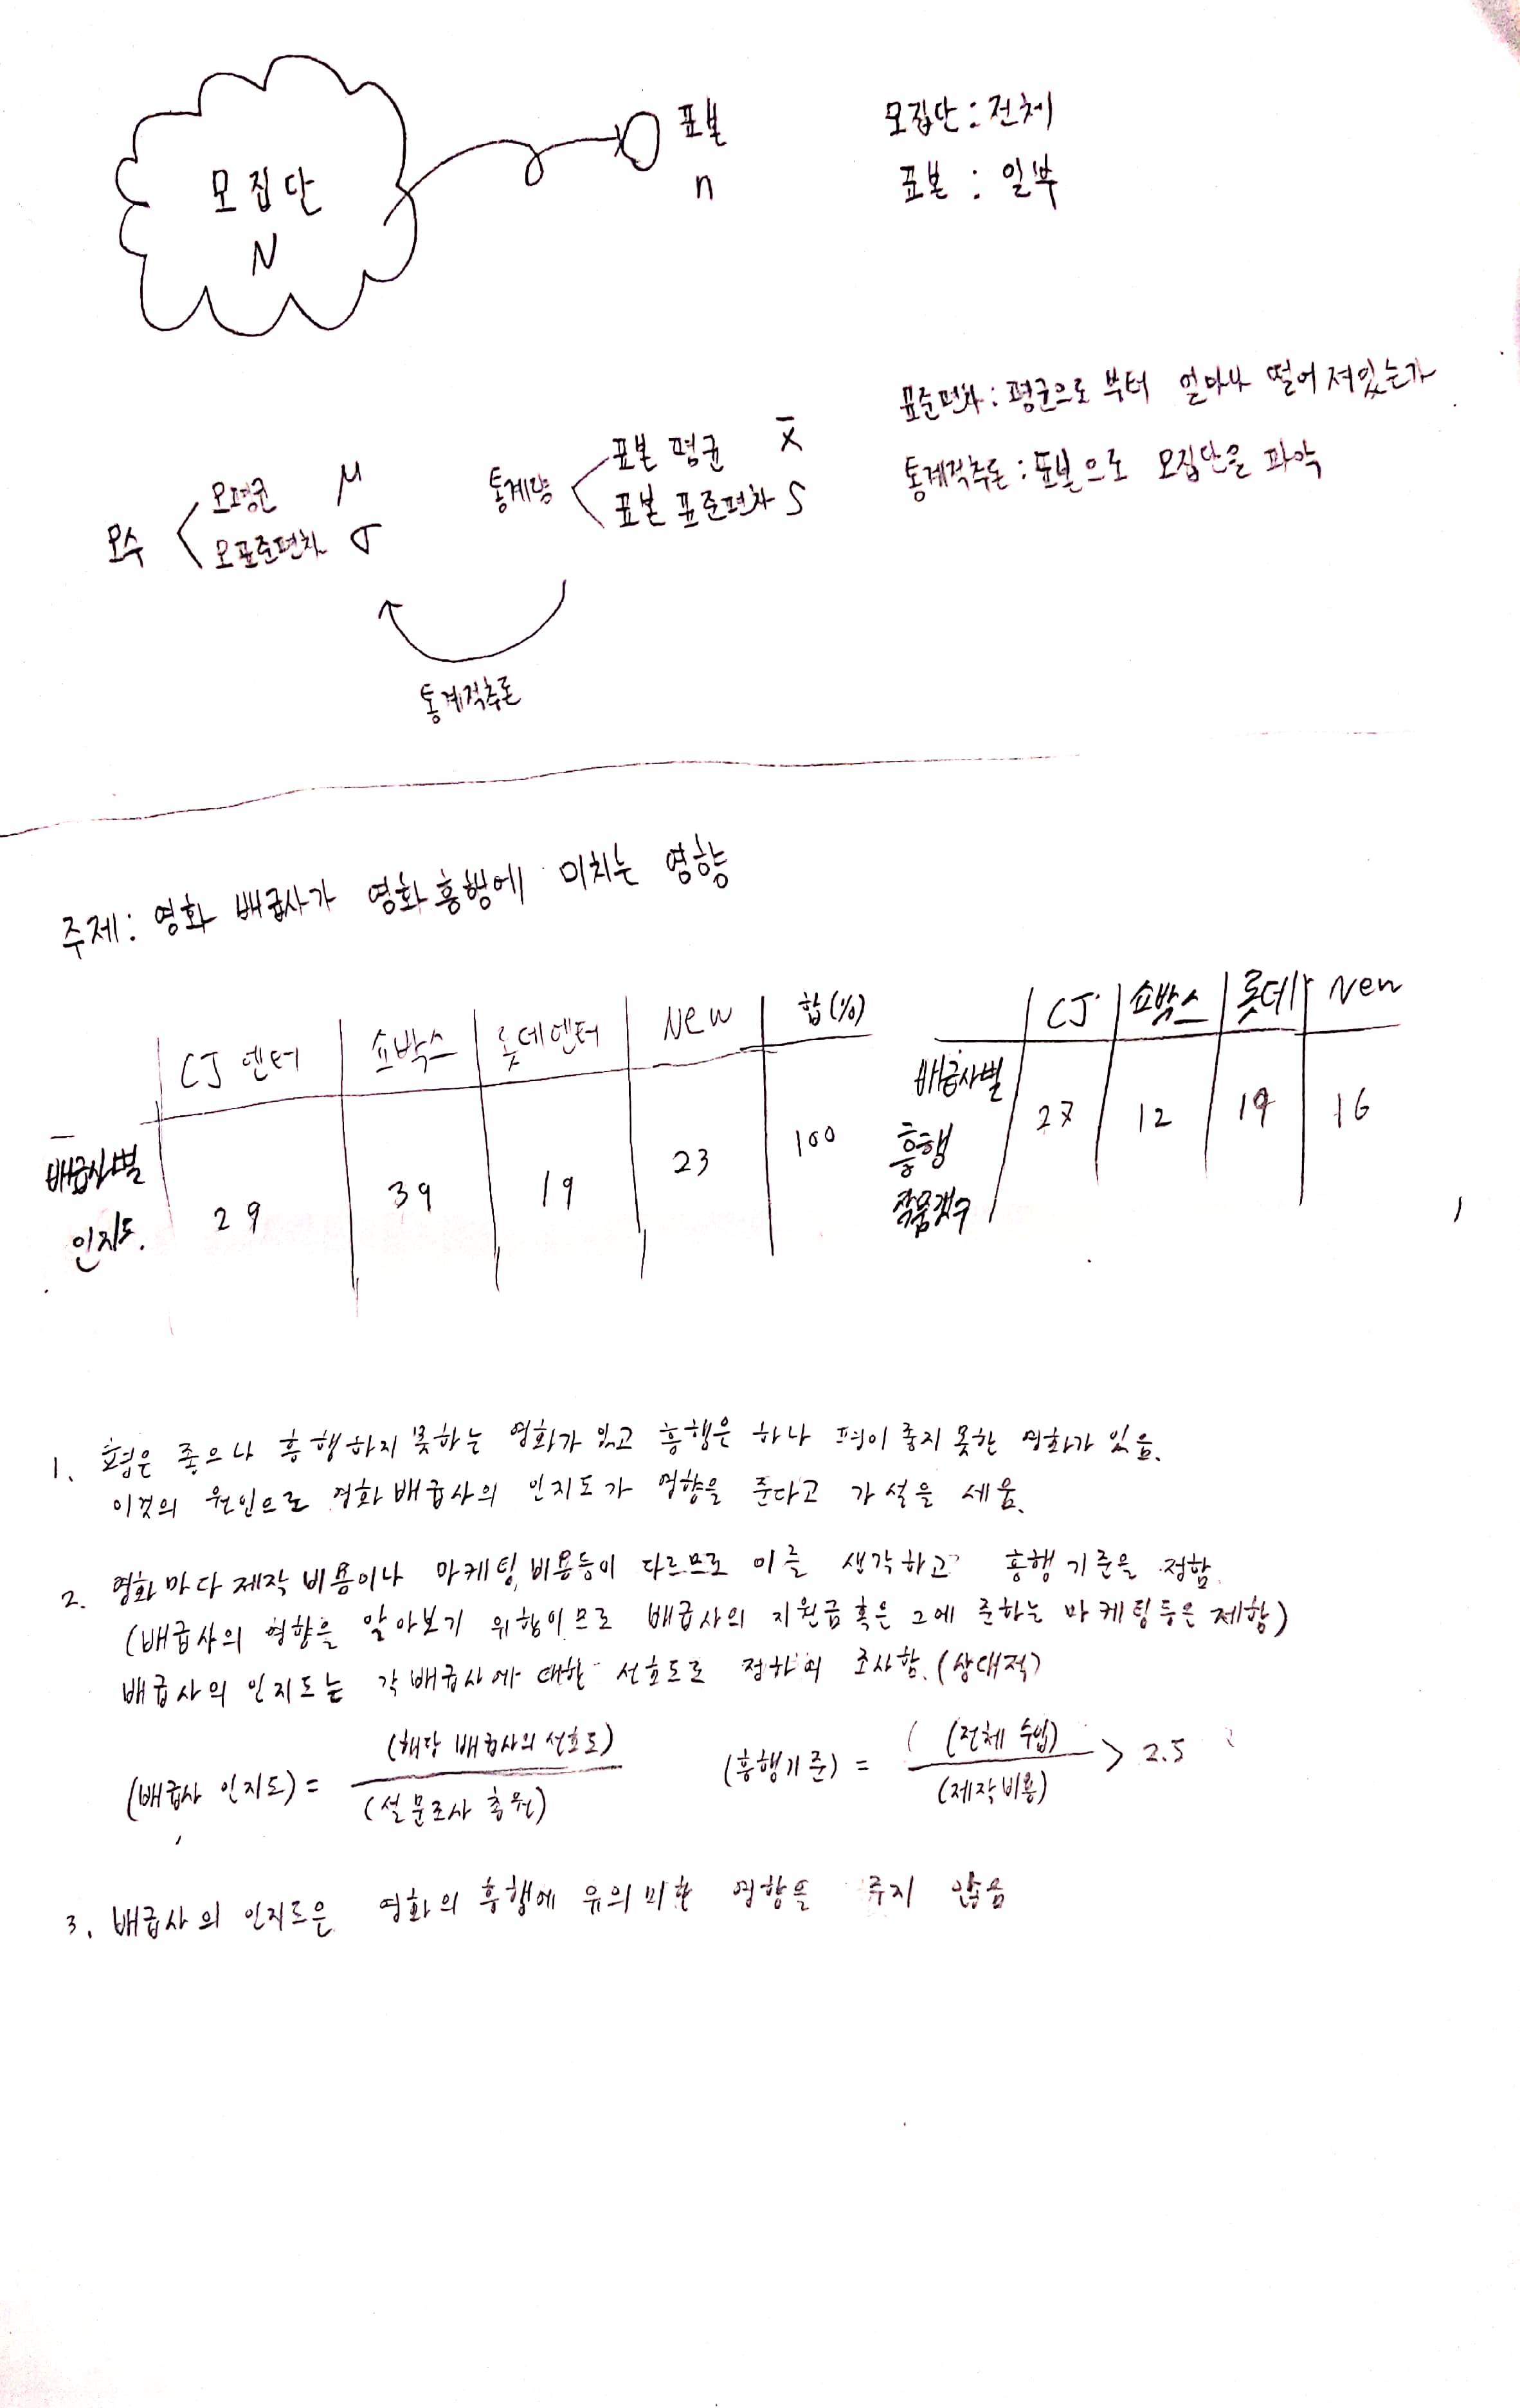 모집단
N
표본
n
모집단 : 전체
표본 : 일부
모수
모평균 μ
모표준편차 σ
통계량
표본 평균 x̄
표본 표준편차 S
표준편차 : 평균으로 부터 얼마나 떨어져있는가
통계적추론 : 표본으로 모집단을 파악
통계적추론
주제 : 영화 배급사가 영화흥행에 미치는 영향
CJ 엔터 쇼박스 롯데엔터 New 합(%)
배급사별
인지도.
29 39 19 23 100
CJ 쇼박스 롯데 New
배급사별
흥행
작품갯수
27 12 19 16
1. 호평은 좋으나 흥행하지 못하는 영화가 있고 흥행은 하나 평이 좋지 못한 영화가 있음.
이것의 원인으로 영화배급사의 인지도가 영향을 준다고 가설을 세움.
2. 영화마다 제작비용이나 마케팅 비용등이 다르므로 이를 생각하고 흥행기준을 정함.
(배급사의 영향을 알아보기 위함이므로 배급사의 지원금 혹은 그에 준하는 마케팅등은 제함)
배급사의 인지도는 각 배급사에 대한 선호도로 정하여 조사함. (상대적)
(배급사 인지도) = (해당 배급사의 선호도) / (설문조사 총원)
(흥행기준) = ( (전체 수입) / (제작비용) > 2.5
3. 배급사의 인지도은 영화의 흥행에 유의미한 영향을 주지 않음